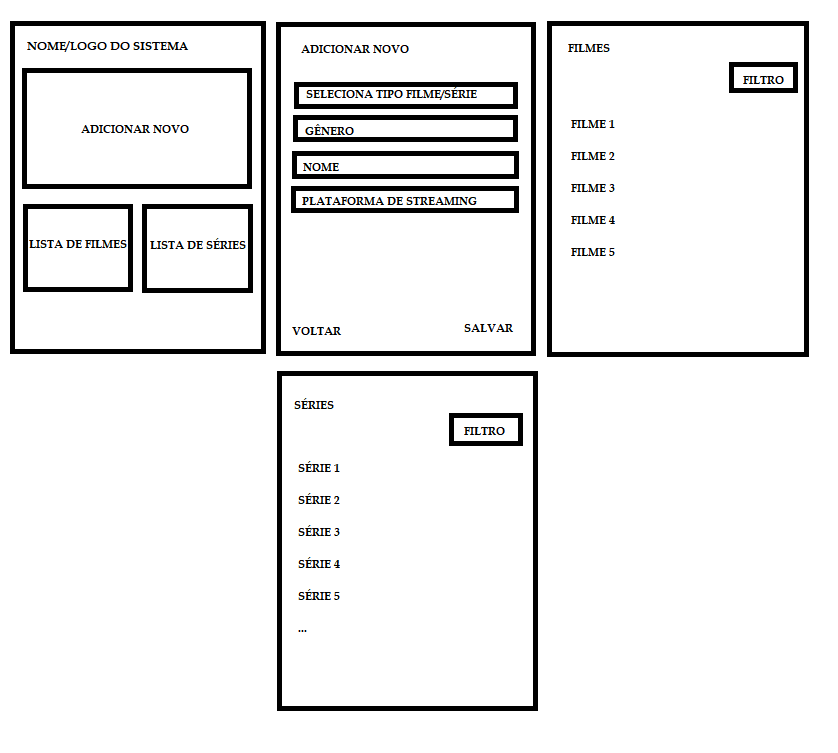 NOME/LOGO DO SISTEMA
ADICIONAR NOVO
LISTA DE FILMES
LISTA DE SÉRIES
ADICIONAR NOVO
SELECIONA TIPO FILME/SÉRIE
GÊNERO
NOME
PLATAFORMA DE STREAMING
VOLTAR
SALVAR
FILMES
FILTRO
FILME 1
FILME 2
FILME 3
FILME 4
FILME 5
SÉRIES
FILTRO
SÉRIE 1
SÉRIE 2
SÉRIE 3
SÉRIE 4
SÉRIE 5
...